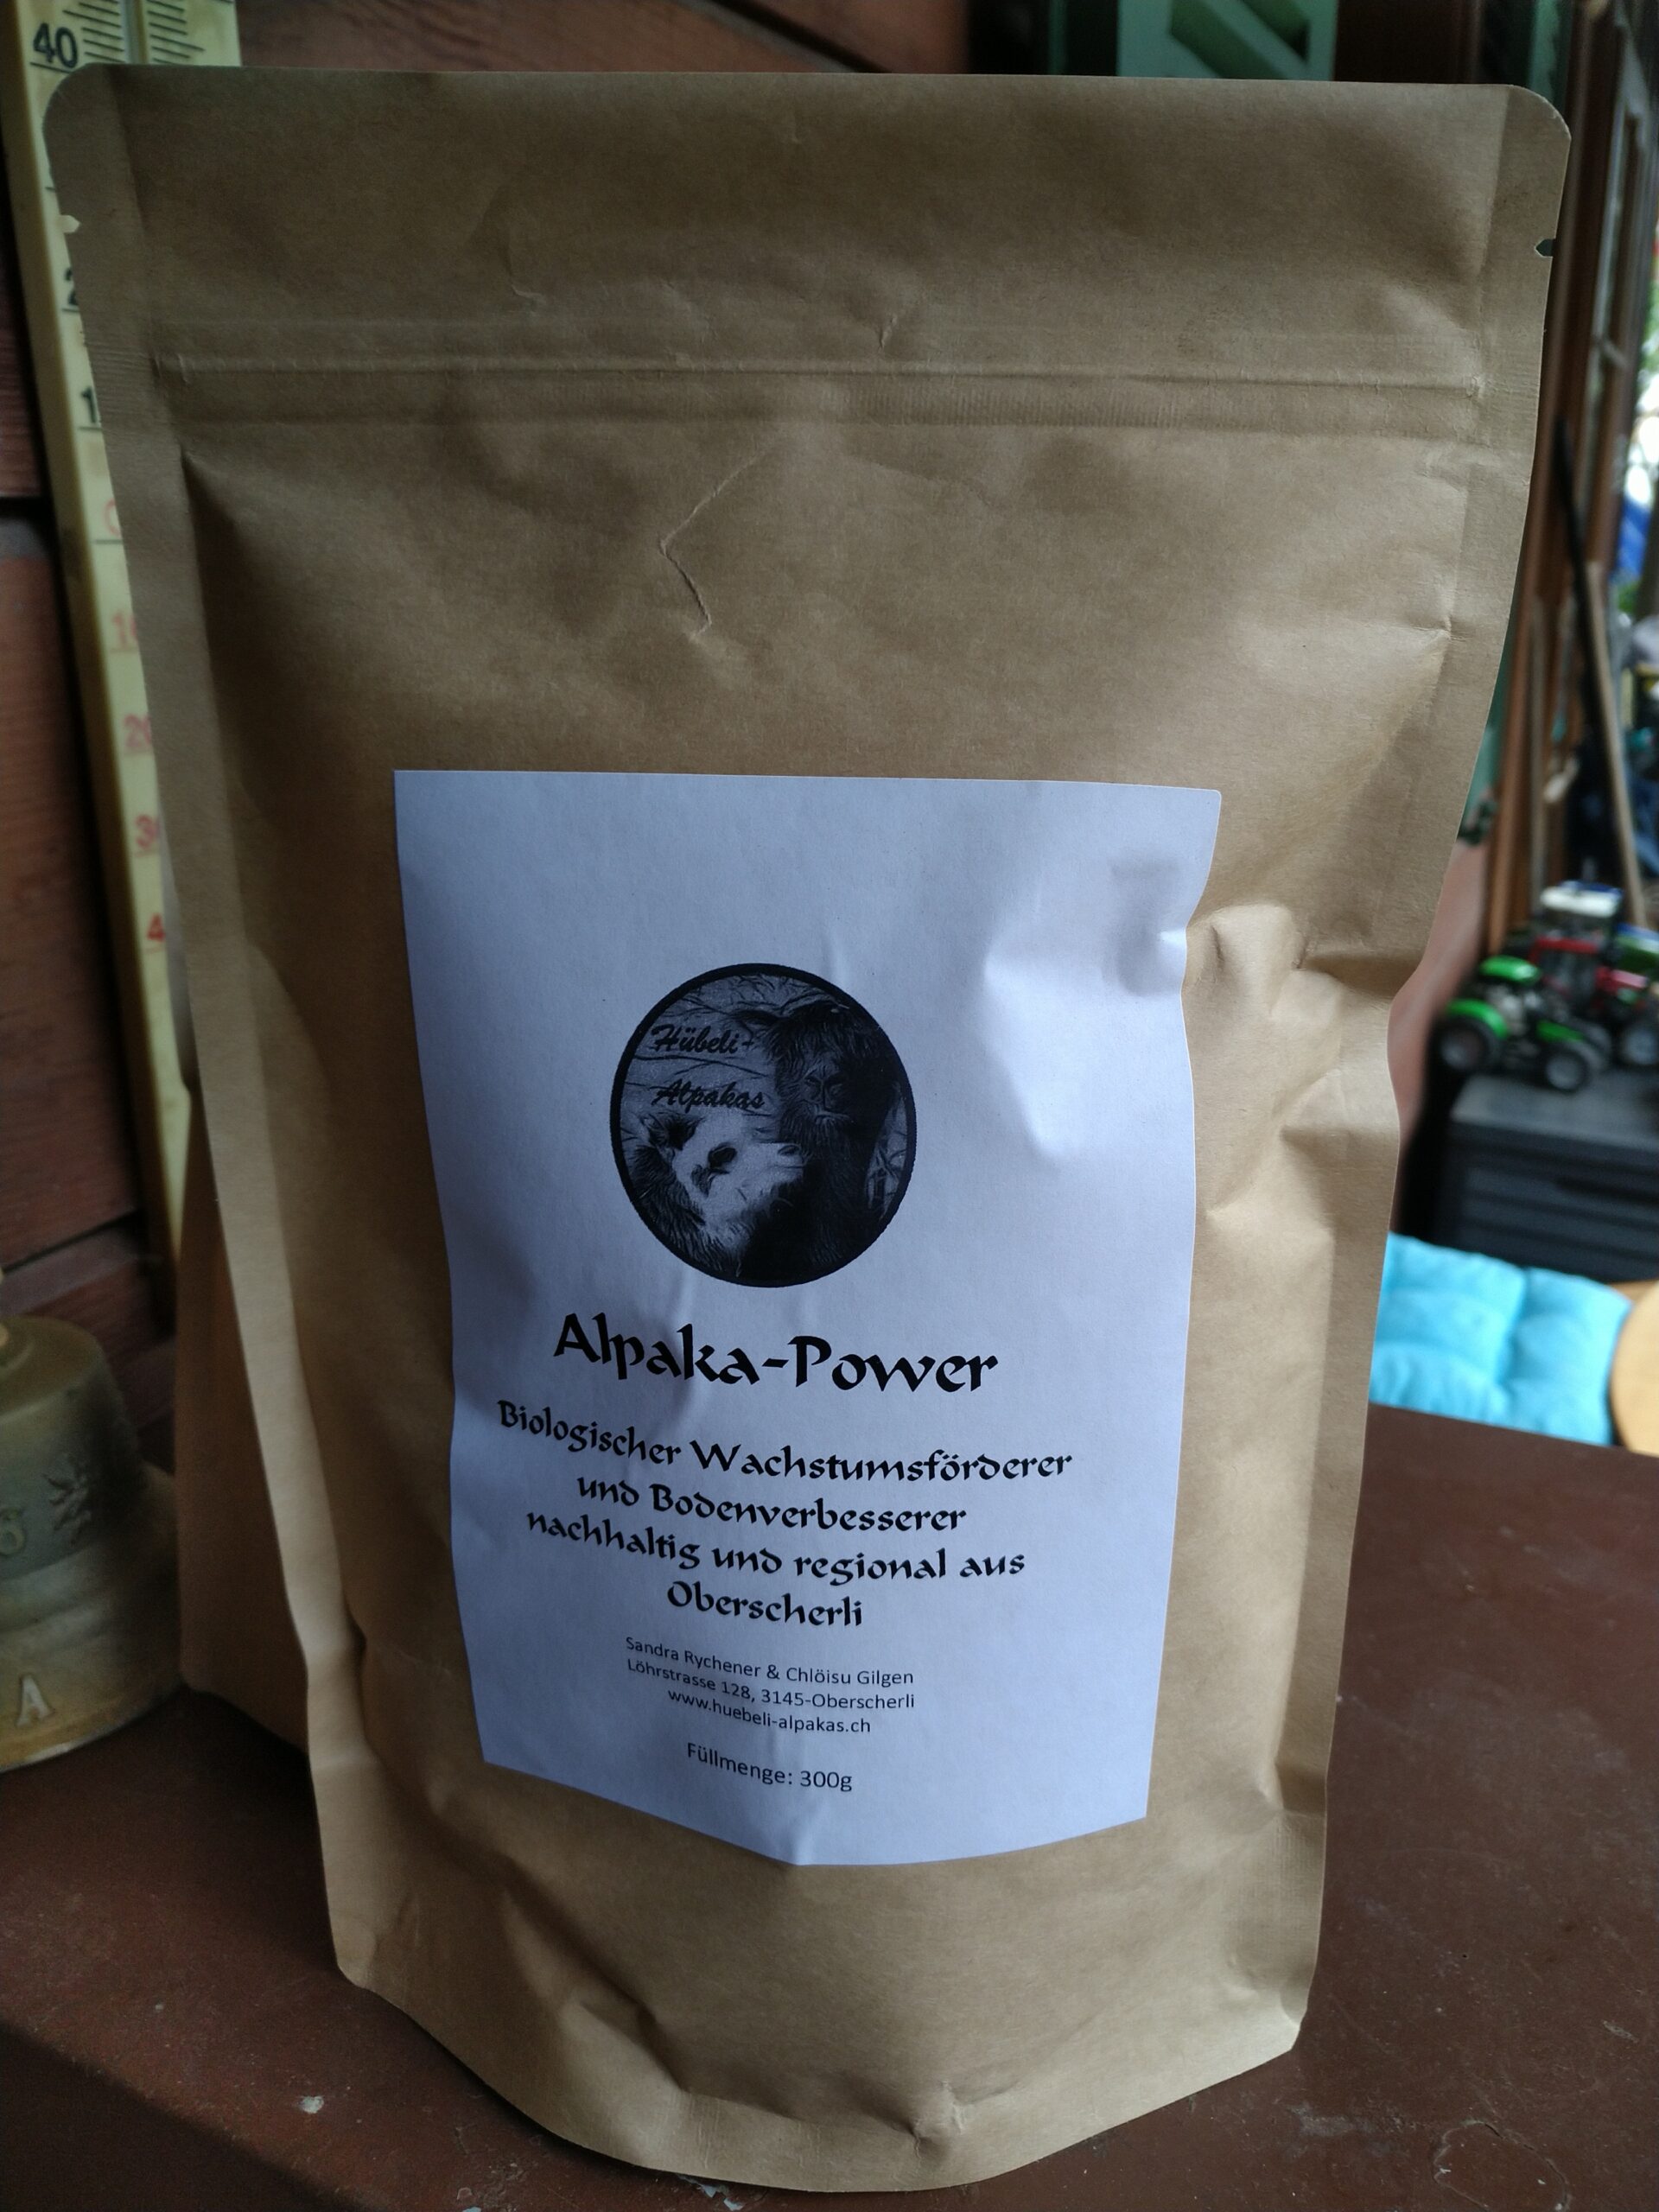 40
Hübeli-
Alpakas
Alpaka-Power
Biologischer Wachstumsförderer
und Bodenverbesserer
nachhaltig und regional aus
Oberscherli
Sandra Rychener & Chlöisu Gilgen
Löhrstrasse 128, 3145-Oberscherli
www.huebeli-alpakas.ch
Füllmenge: 300g
A